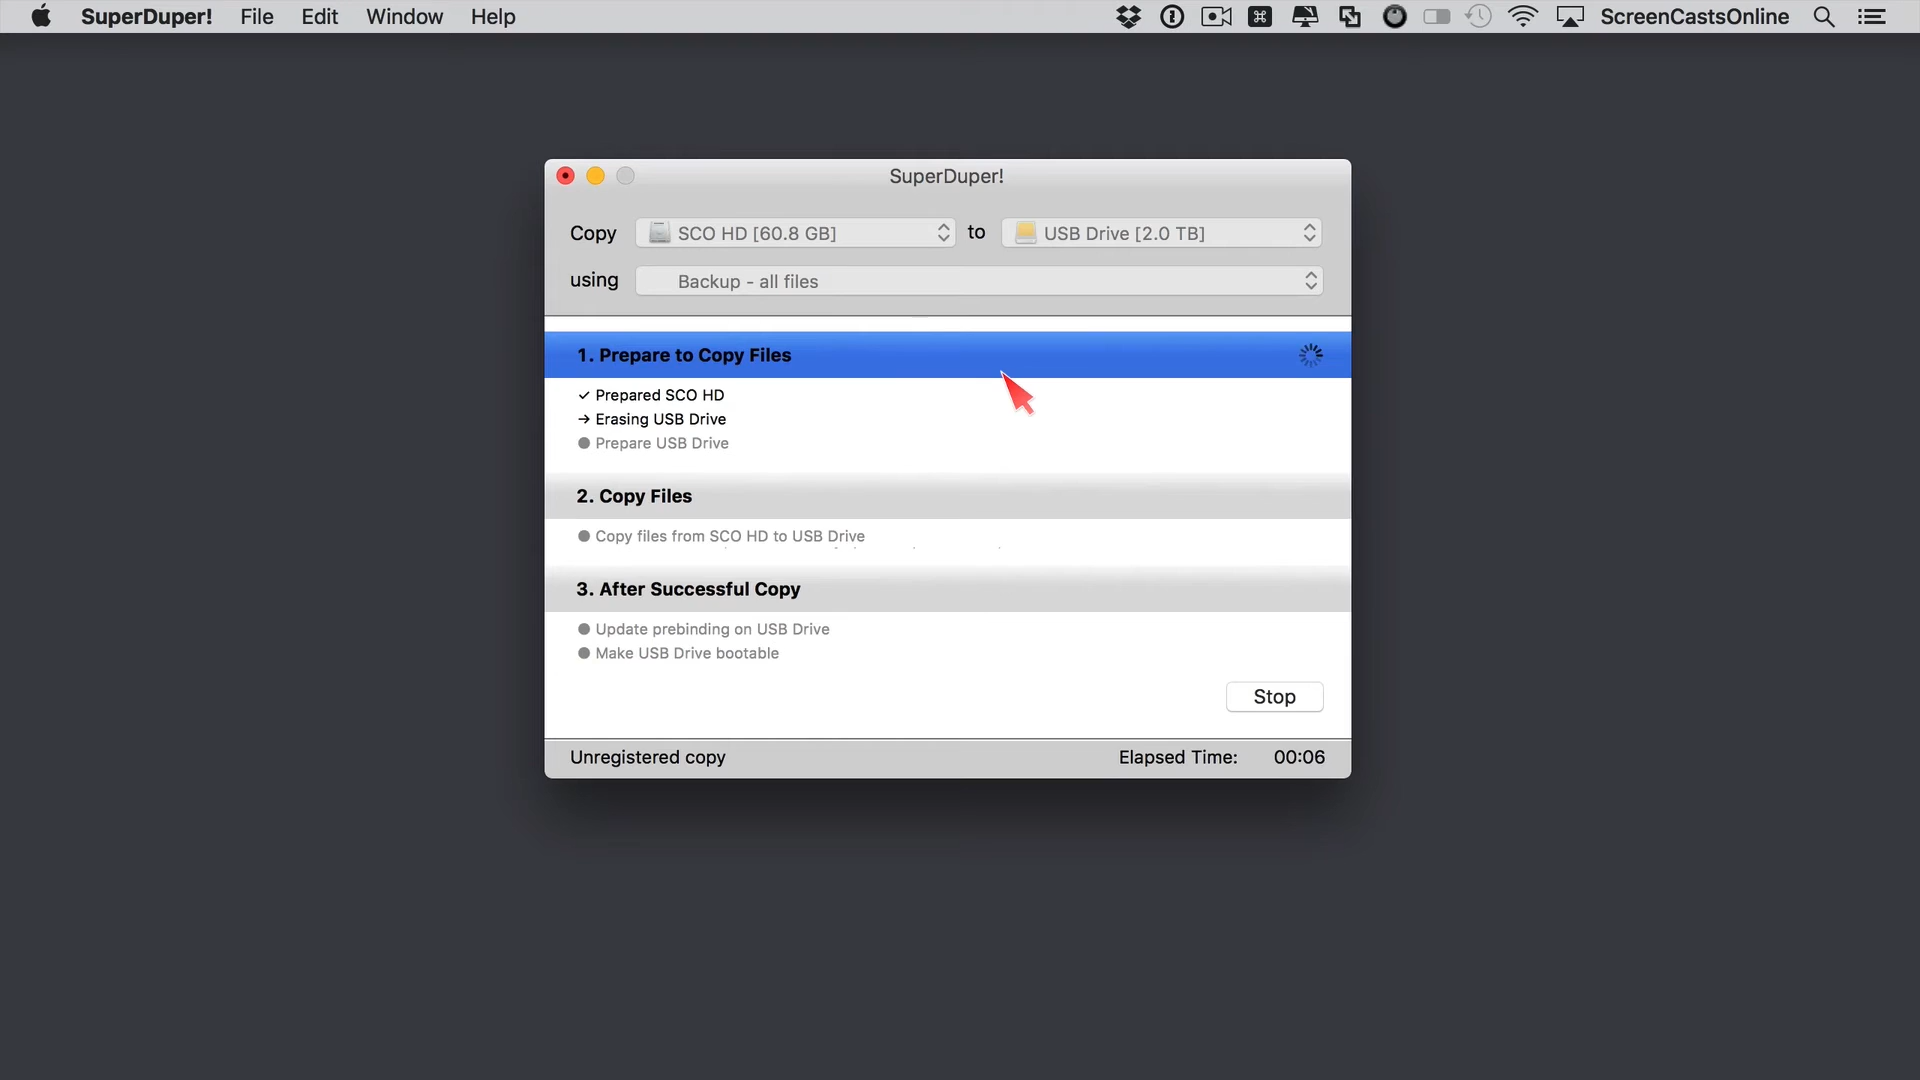 SuperDuper! File Edit Window Help ScreenCastsOnline
SuperDuper!
Copy SCO HD [60.8 GB] to USB Drive [2.0 TB]
using Backup - all files
1. Prepare to Copy Files
✓ Prepared SCO HD
→ Erasing USB Drive
● Prepare USB Drive
2. Copy Files
● Copy files from SCO HD to USB Drive
3. After Successful Copy
● Update prebinding on USB Drive
● Make USB Drive bootable
Stop
Unregistered copy Elapsed Time: 00:06